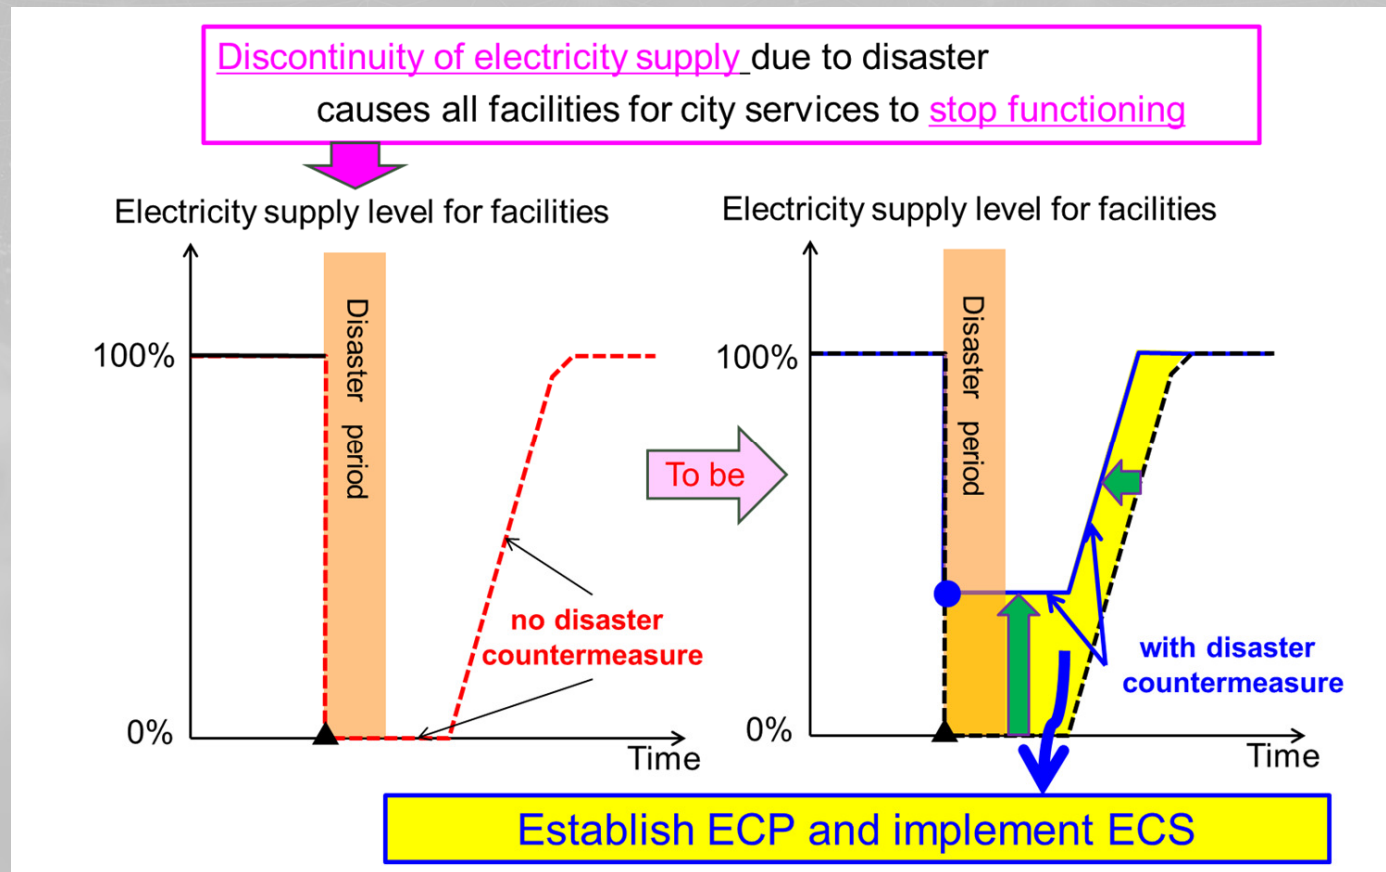 Discontinuity of electricity supply due to disaster
causes all facilities for city services to stop functioning
Electricity supply level for facilities
100%
0%
Disaster period
no disaster
countermeasure
Time
To be
Electricity supply level for facilities
100%
0%
Disaster period
with disaster
countermeasure
Time
Establish ECP and implement ECS